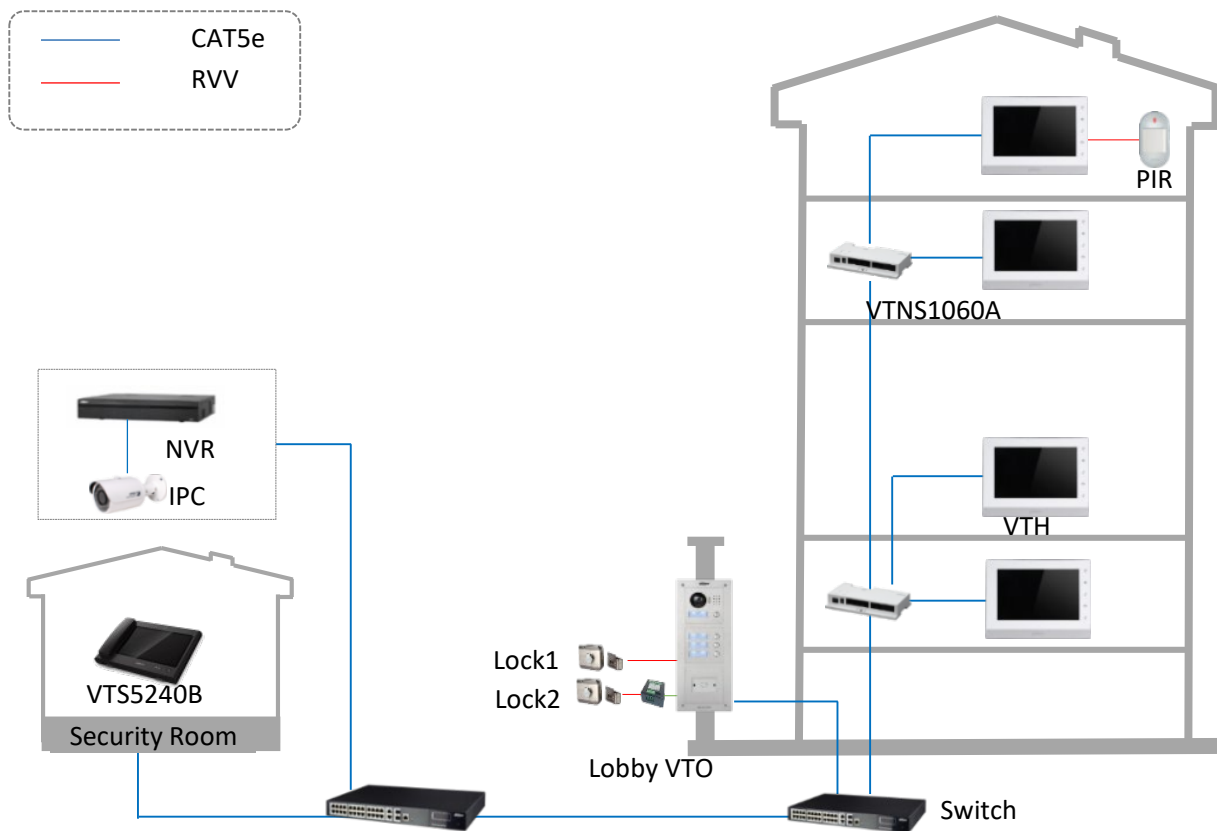 CAT5e
RVV
PIR
VTNS1060A
NVR
IPC
VTH
VTS5240B
Security Room
Lock1
Lock2
Lobby VTO
Switch